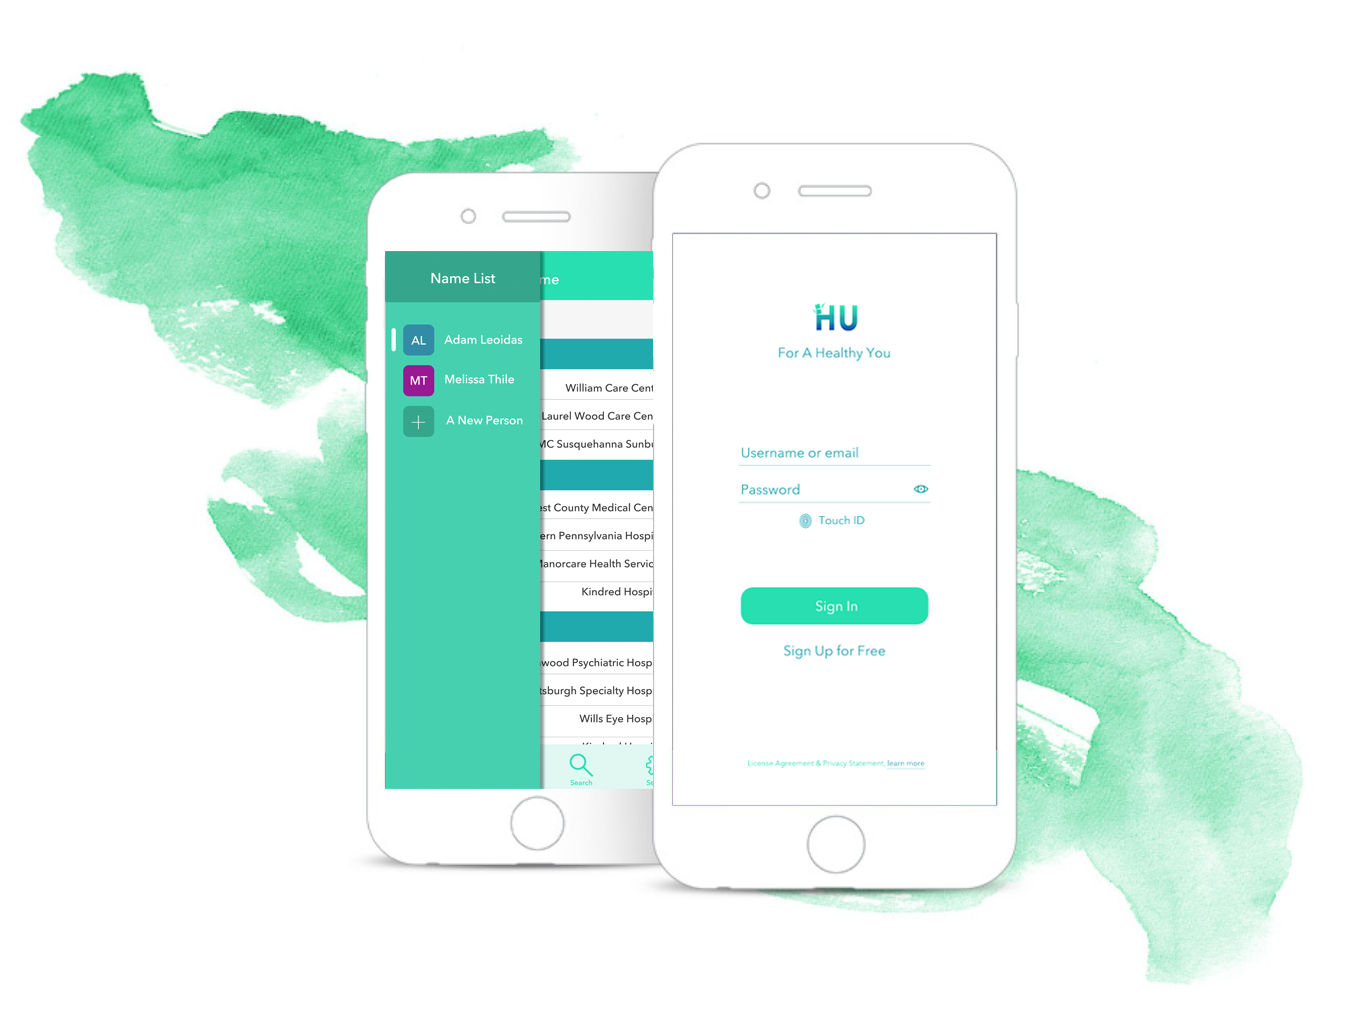 Name List
me
AL Adam Leoidas
MT Melissa Thile
A New Person
William Care Cent
Laurel Wood Care Cen
MC Susquehanna Sunbu
est County Medical Cen
ern Pennsylvania Hospi
Manorcare Health Servic
Kindred Hospi
wood Psychiatric Hosp
tsburgh Specialty Hosp
Wills Eye Hosp
Search
Se
HU
For A Healthy You
Username or email
Password
Touch ID
Sign In
Sign Up for Free
License Agreement & Privacy Statement, learn more